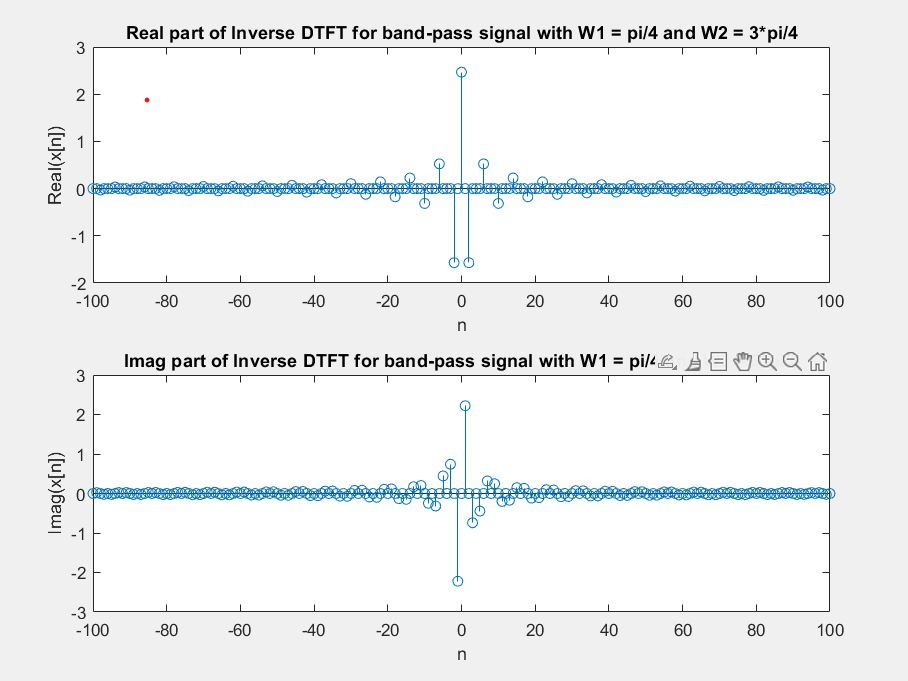 Real part of Inverse DTFT for band-pass signal with W1 = pi/4 and W2 = 3*pi/4
3
2
1
0
-1
-2
Real(x[n])
-100 -80 -60 -40 -20 0 20 40 60 80 100
n
Imag part of Inverse DTFT for band-pass signal with W1 = pi/4
3
2
1
0
-1
-2
-3
Imag(x[n])
-100 -80 -60 -40 -20 0 20 40 60 80 100
n